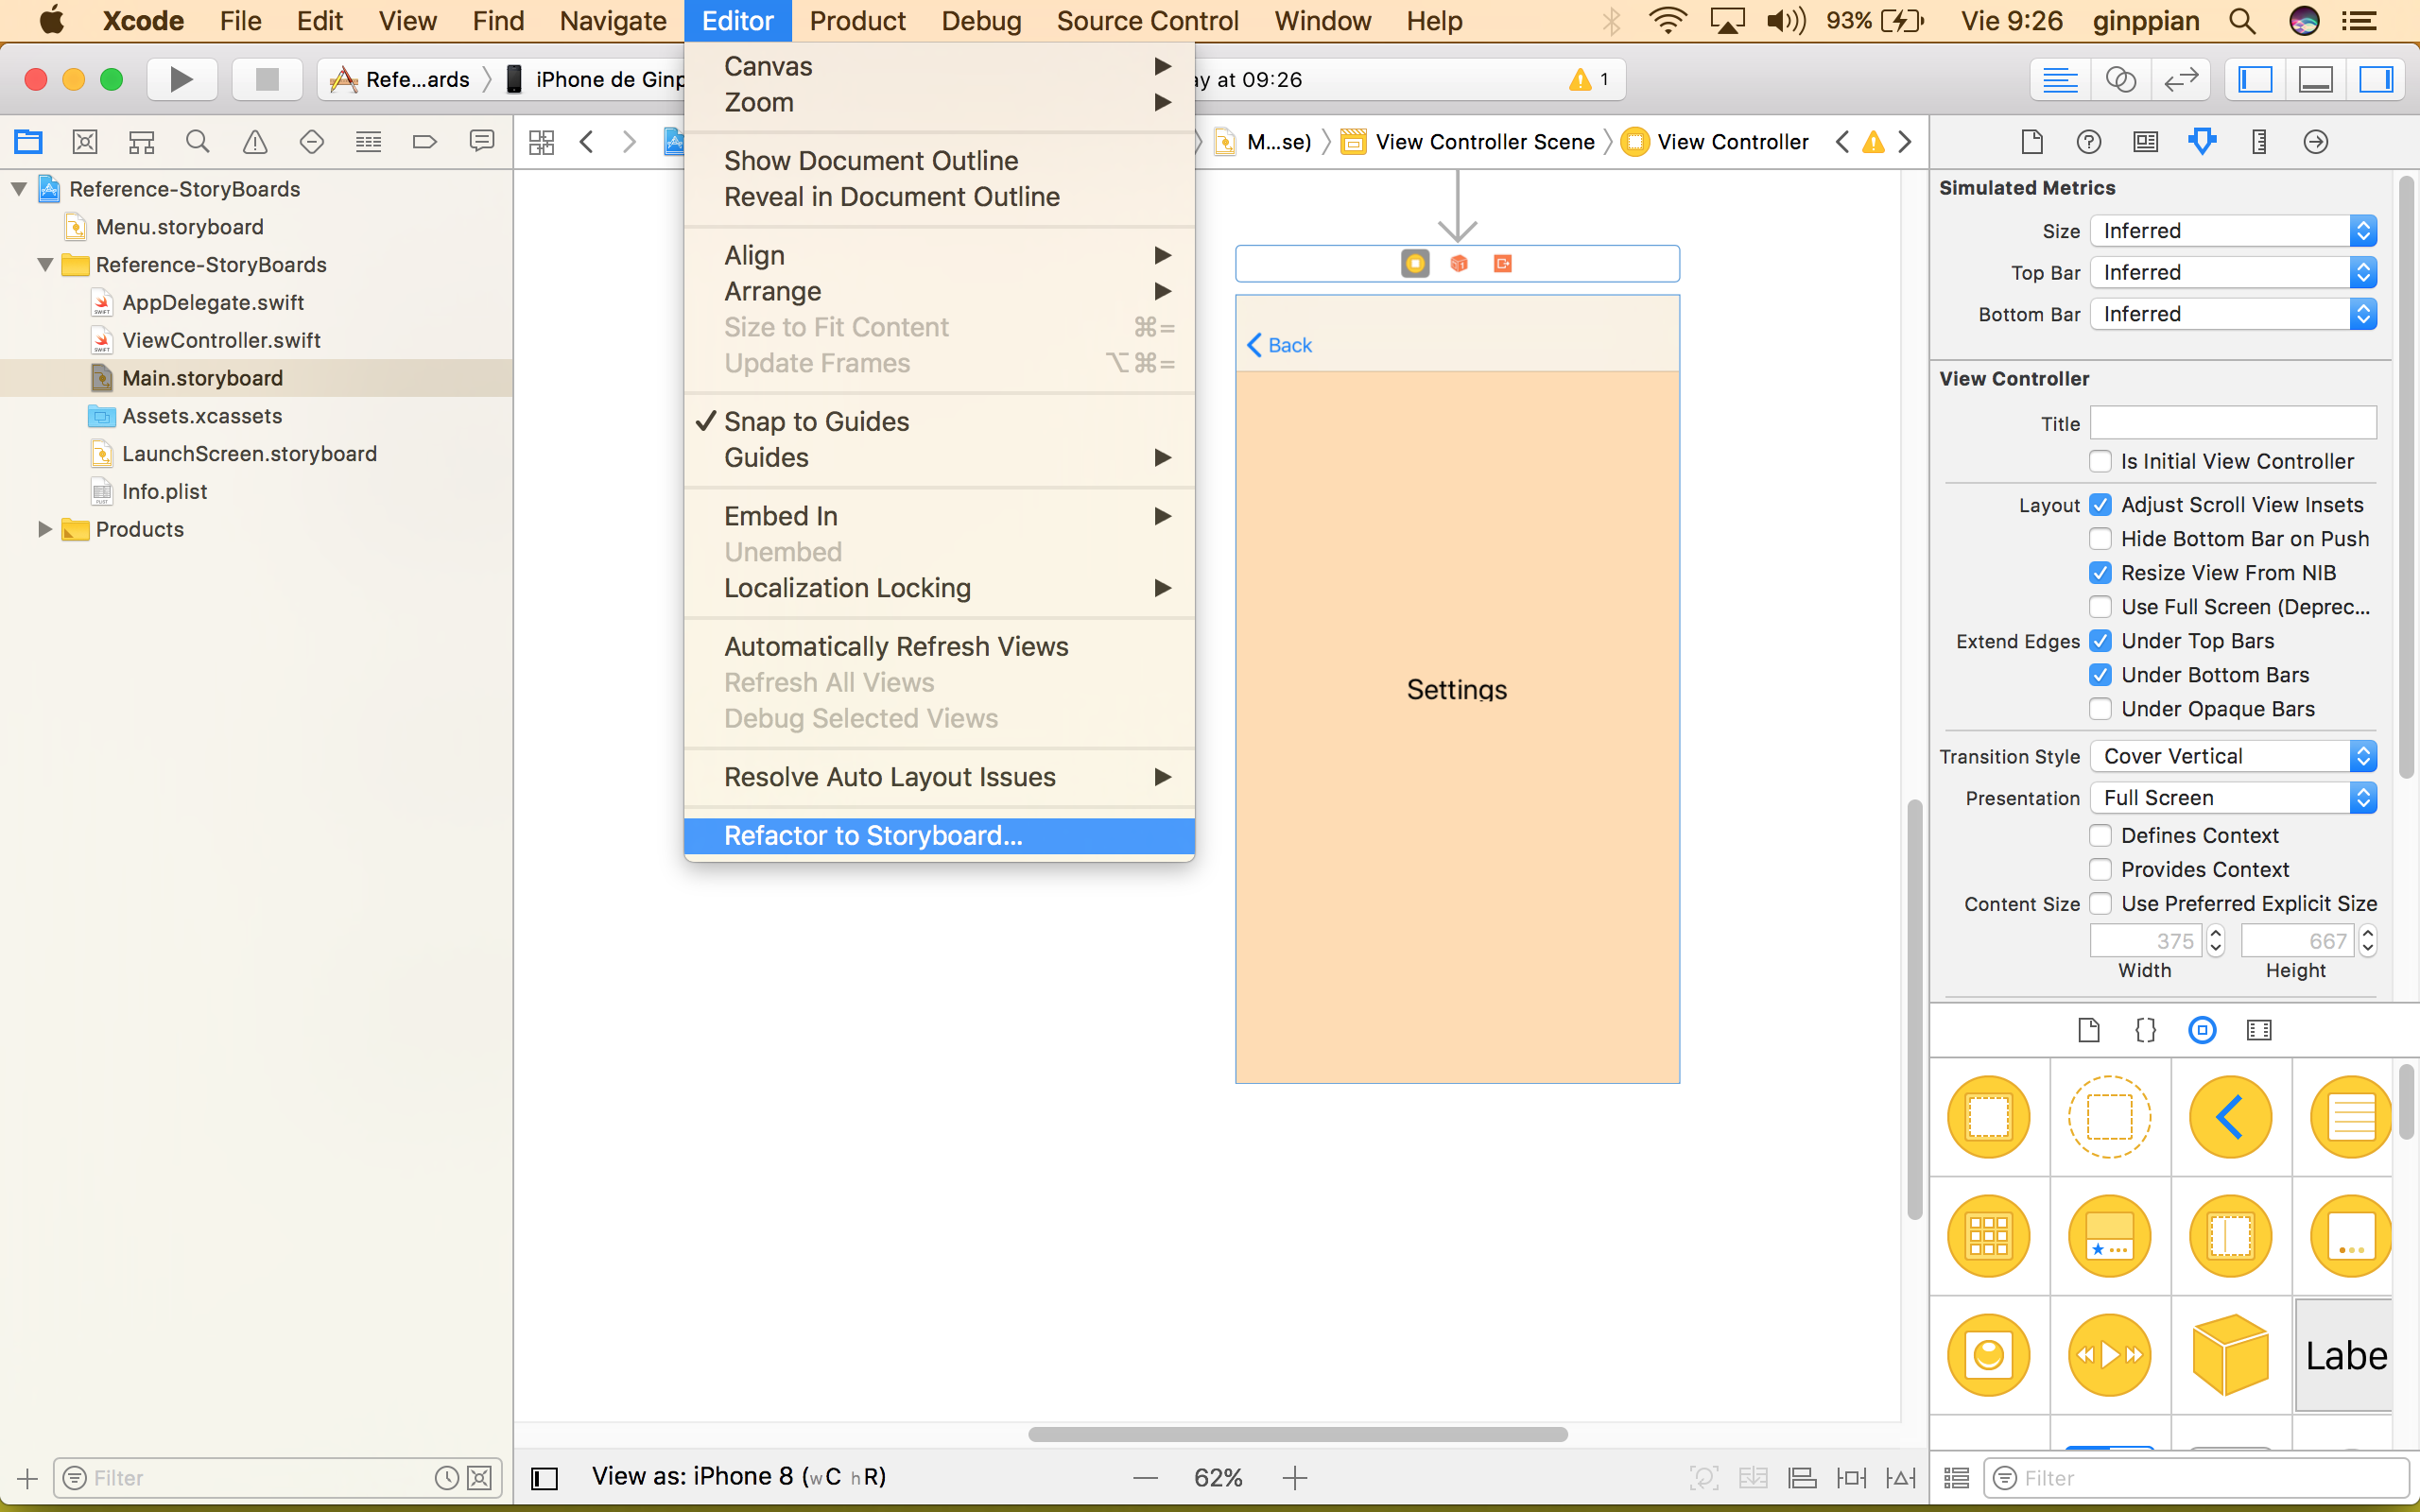 Xcode File Edit View Find Navigate Editor Product Debug Source Control Window Help 93% Vie 9:26 ginppian
Refe...ards iPhone de Ginp ay at 09:26 1
M...se) View Controller Scene View Controller
Reference-StoryBoards
Menu.storyboard
Reference-StoryBoards
AppDelegate.swift
ViewController.swift
Main.storyboard
Assets.xcassets
LaunchScreen.storyboard
Info.plist
Products
Filter
Canvas
Zoom
Show Document Outline
Reveal in Document Outline
Align
Arrange
Size to Fit Content ⌘=
Update Frames ⌥⌘=
✓ Snap to Guides
Guides
Embed In
Unembed
Localization Locking
Automatically Refresh Views
Refresh All Views
Debug Selected Views
Resolve Auto Layout Issues
Refactor to Storyboard...
Back
Settings
View as: iPhone 8 (wC hR) — 62% +
Simulated Metrics
Size Inferred
Top Bar Inferred
Bottom Bar Inferred
View Controller
Title
Is Initial View Controller
Layout Adjust Scroll View Insets
Hide Bottom Bar on Push
Resize View From NIB
Use Full Screen (Deprec...
Extend Edges Under Top Bars
Under Bottom Bars
Under Opaque Bars
Transition Style Cover Vertical
Presentation Full Screen
Defines Context
Provides Context
Content Size Use Preferred Explicit Size
375 667
Width Height
{}
Labe
Filter